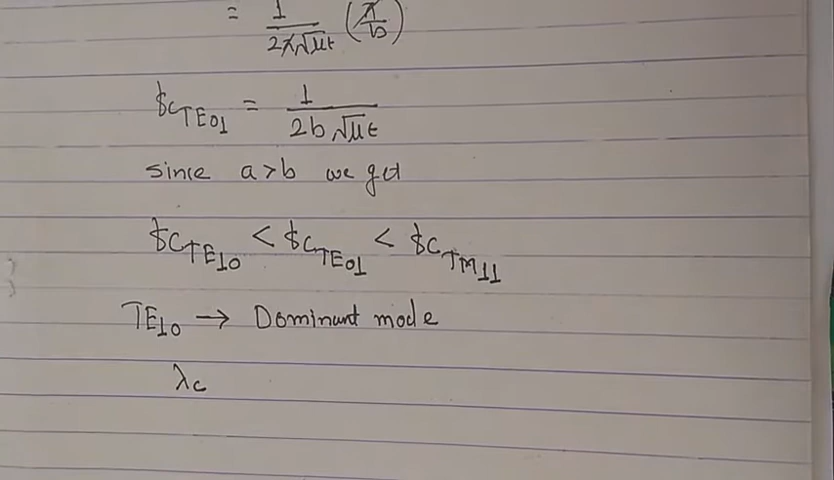 = 1/(2π√με) (π/b)
fc_TE01 = 1/(2b√με)
since a>b we get
fc_TE10 < fc_TE01 < fc_TM11
TE10 → Dominant mode
λc